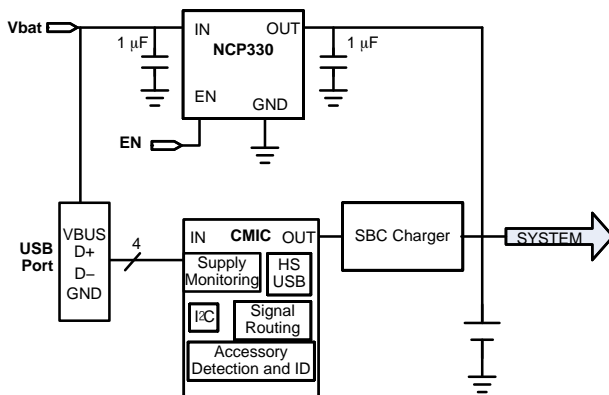 Vbat
IN
OUT
1 μF
NCP330
1 μF
EN
GND
EN
USB
Port
VBUS
D+
D−
GND
4
IN
CMIC
OUT
Supply
Monitoring
HS
USB
I2C
Signal
Routing
Accessory
Detection and ID
SBC Charger
SYSTEM